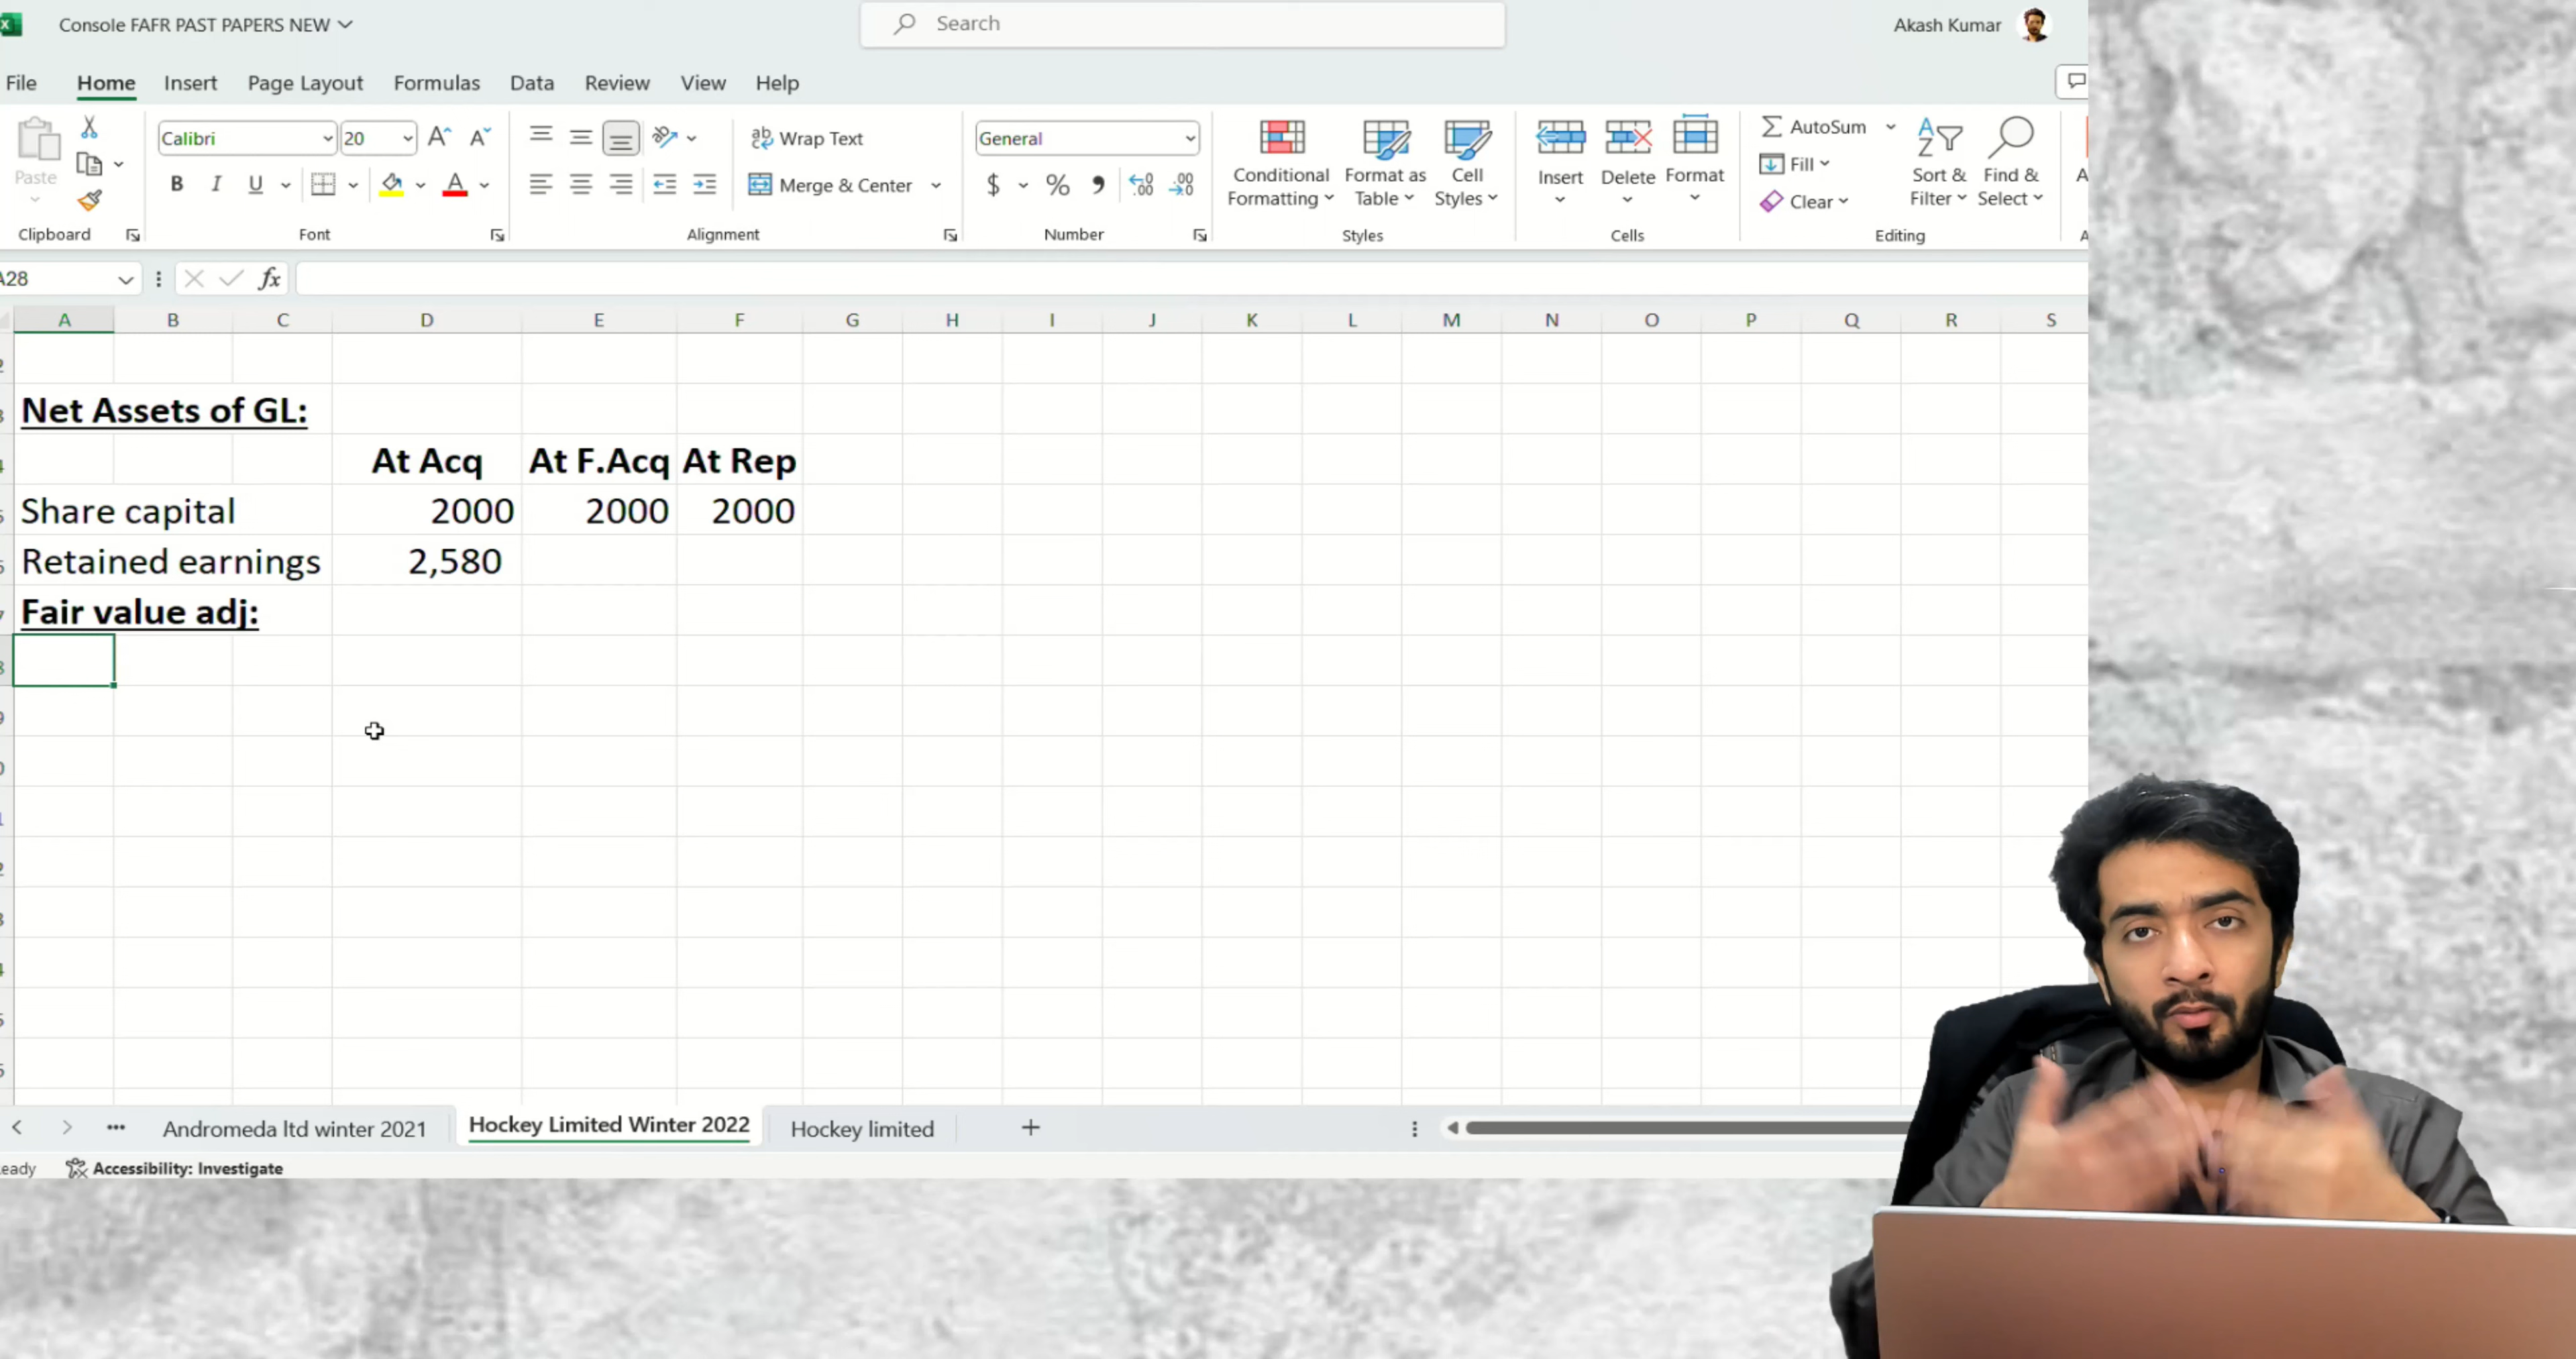 Console FAFR PAST PAPERS NEW
Search
Akash Kumar
File Home Insert Page Layout Formulas Data Review View Help
Paste
Calibri 20
B I U
Wrap Text
Merge & Center
General
$ %
Conditional Formatting
Format as Table
Cell Styles
Insert
Delete
Format
AutoSum
Fill
Clear
Sort & Filter
Find & Select
Clipboard Font Alignment Number Styles Cells Editing
A28 fx
A B C D E F G H I J K L M N O P Q R S
Net Assets of GL:
At Acq At F.Acq At Rep
Share capital 2000 2000 2000
Retained earnings 2,580
Fair value adj:
Andromeda ltd winter 2021 Hockey Limited Winter 2022 Hockey limited
Accessibility: Investigate